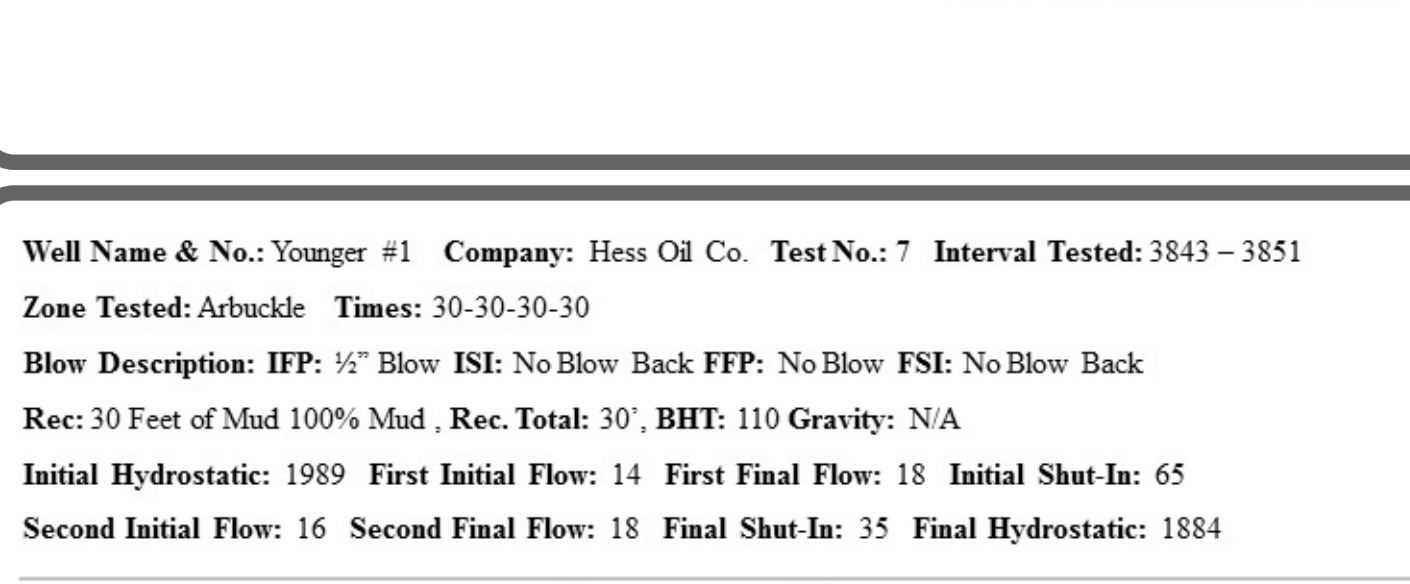 Well Name & No.: Younger #1 Company: Hess Oil Co. Test No.: 7 Interval Tested: 3843 – 3851
Zone Tested: Arbuckle Times: 30-30-30-30
Blow Description: IFP: ½” Blow ISI: No Blow Back FFP: No Blow FSI: No Blow Back
Rec: 30 Feet of Mud 100% Mud , Rec. Total: 30’, BHT: 110 Gravity: N/A
Initial Hydrostatic: 1989 First Initial Flow: 14 First Final Flow: 18 Initial Shut-In: 65
Second Initial Flow: 16 Second Final Flow: 18 Final Shut-In: 35 Final Hydrostatic: 1884